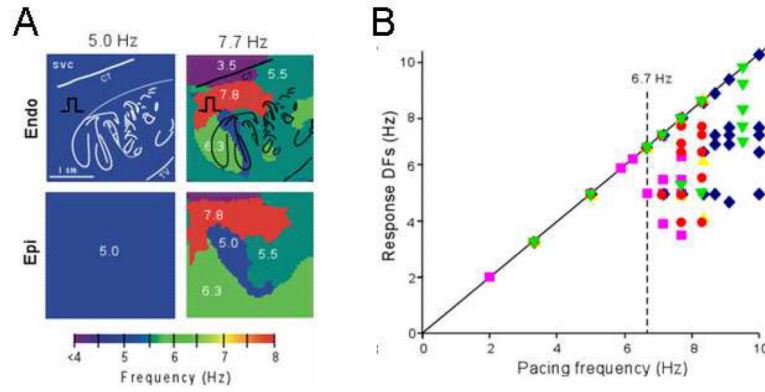 A
5.0 Hz
7.7 Hz
Endo
svc
CT
1 cm
TV
3.5
5.5
7.8
6.3
Epi
5.0
7.8
5.0
5.5
6.3
<4 5 6 7 8
Frequency (Hz)
B
6.7 Hz
Response DFs (Hz)
10
8
6
4
2
0
0 2 4 6 8 10
Pacing frequency (Hz)